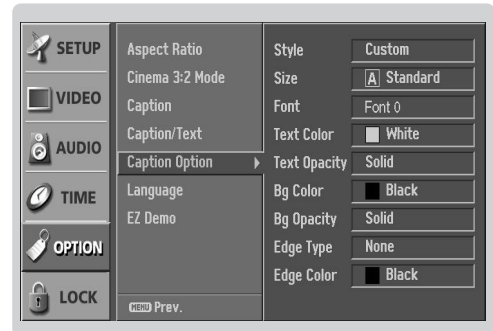 SETUP
VIDEO
AUDIO
TIME
OPTION
LOCK
Aspect Ratio
Cinema 3:2 Mode
Caption
Caption/Text
Caption Option
Language
EZ Demo
MENU Prev.
Style Custom
Size A Standard
Font Font 0
Text Color White
Text Opacity Solid
Bg Color Black
Bg Opacity Solid
Edge Type None
Edge Color Black